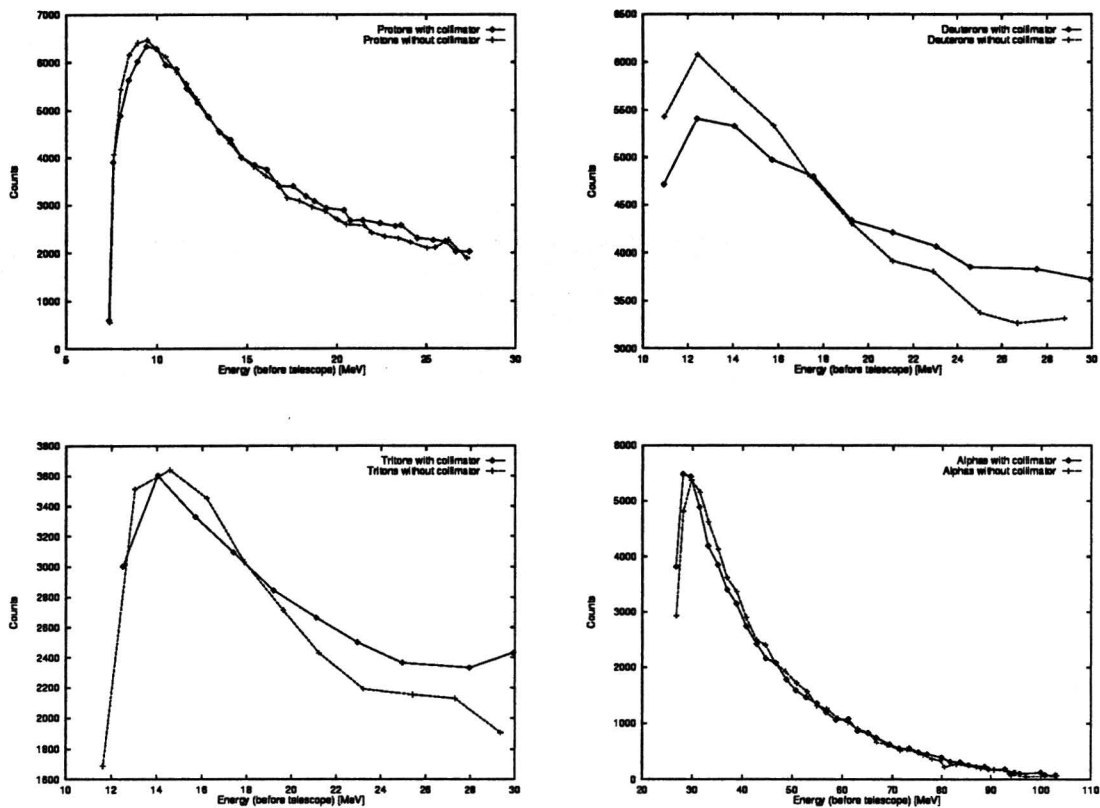 7000
6000
5000
4000
3000
2000
1000
0
Counts
Protons with collimator
Protons without collimator
5 10 15 20 25 30
Energy (before telescope) [MeV]
6500
6000
5500
5000
4500
4000
3500
3000
Counts
Deuterons with collimator
Deuterons without collimator
10 12 14 16 18 20 22 24 26 28 30
Energy (before telescope) [MeV]
3800
3600
3400
3200
3000
2800
2600
2400
2200
2000
1800
1600
Counts
Tritons with collimator
Tritons without collimator
10 12 14 16 18 20 22 24 26 28 30
Energy (before telescope) [MeV]
6000
5000
4000
3000
2000
1000
0
Counts
Alphas with collimator
Alphas without collimator
20 30 40 50 60 70 80 90 100 110
Energy (before telescope) [MeV]